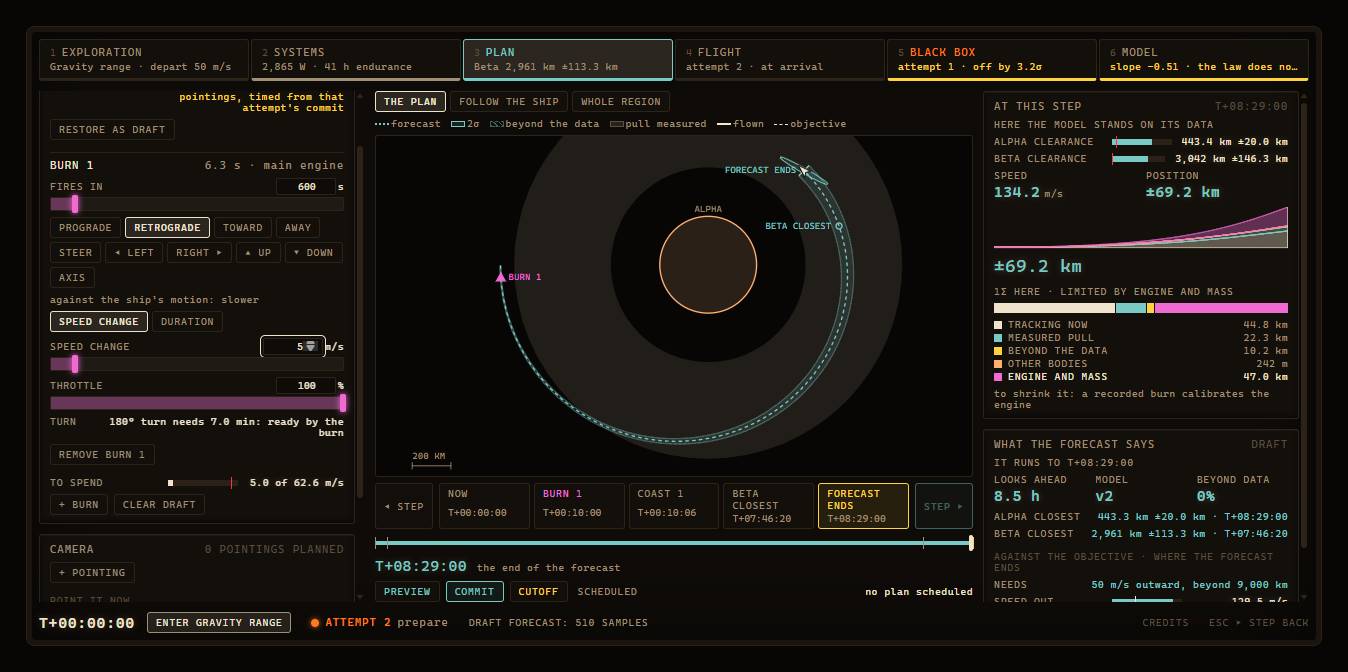 1 EXPLORATION
Gravity range · depart 50 m/s
2 SYSTEMS
2,865 W · 41 h endurance
3 PLAN
Beta 2,961 km ±113.3 km
4 FLIGHT
attempt 2 · at arrival
5 BLACK BOX
attempt 1 · off by 3.2σ
6 MODEL
slope −0.51 · the law does no…
pointings, timed from that
attempt's commit
RESTORE AS DRAFT
BURN 1 6.3 s · main engine
FIRES IN 600 s
PROGRADE RETROGRADE TOWARD AWAY
STEER ◂ LEFT RIGHT ▸ ▴ UP ▾ DOWN
AXIS
against the ship's motion: slower
SPEED CHANGE DURATION
SPEED CHANGE 5 m/s
THROTTLE 100 %
TURN 180° turn needs 7.0 min: ready by the
burn
REMOVE BURN 1
TO SPEND 5.0 of 62.6 m/s
+ BURN CLEAR DRAFT
CAMERA 0 POINTINGS PLANNED
+ POINTING
POINT IT NOW
THE PLAN FOLLOW THE SHIP WHOLE REGION
forecast 2σ beyond the data pull measured flown objective
FORECAST ENDS
ALPHA
BETA CLOSEST
BURN 1
200 KM
◂ STEP
NOW
T+00:00:00
BURN 1
T+00:10:00
COAST 1
T+00:10:06
BETA
CLOSEST
T+07:46:20
FORECAST
ENDS
T+08:29:00
STEP ▸
T+08:29:00 the end of the forecast
PREVIEW COMMIT CUTOFF SCHEDULED no plan scheduled
AT THIS STEP T+08:29:00
HERE THE MODEL STANDS ON ITS DATA
ALPHA CLEARANCE 443.4 km ±20.0 km
BETA CLEARANCE 3,042 km ±146.3 km
SPEED POSITION
134.2 m/s ±69.2 km
±69.2 km
1Σ HERE · LIMITED BY ENGINE AND MASS
TRACKING NOW 44.8 km
MEASURED PULL 22.3 km
BEYOND THE DATA 10.2 km
OTHER BODIES 242 m
ENGINE AND MASS 47.0 km
to shrink it: a recorded burn calibrates the
engine
WHAT THE FORECAST SAYS DRAFT
IT RUNS TO T+08:29:00
LOOKS AHEAD MODEL BEYOND DATA
8.5 h v2 0%
ALPHA CLOSEST 443.3 km ±20.0 km · T+08:29:00
BETA CLOSEST 2,961 km ±113.3 km · T+07:46:20
AGAINST THE OBJECTIVE · WHERE THE FORECAST
ENDS
NEEDS 50 m/s outward, beyond 9,000 km
SPEED OUT 120.5 m/s
T+00:00:00 ENTER GRAVITY RANGE ATTEMPT 2 prepare DRAFT FORECAST: 510 SAMPLES CREDITS ESC ▸ STEP BACK